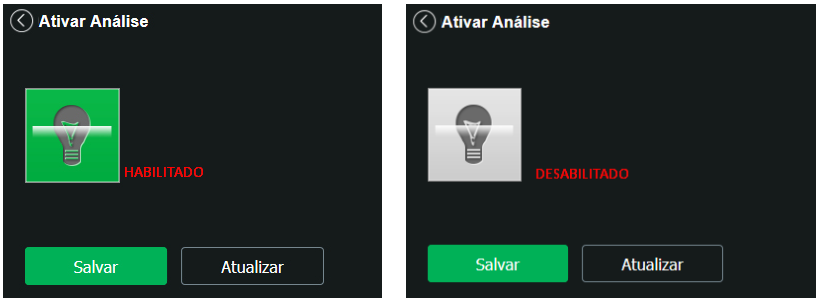 Ativar Análise
HABILITADO
Salvar Atualizar
Ativar Análise
DESABILITADO
Salvar Atualizar